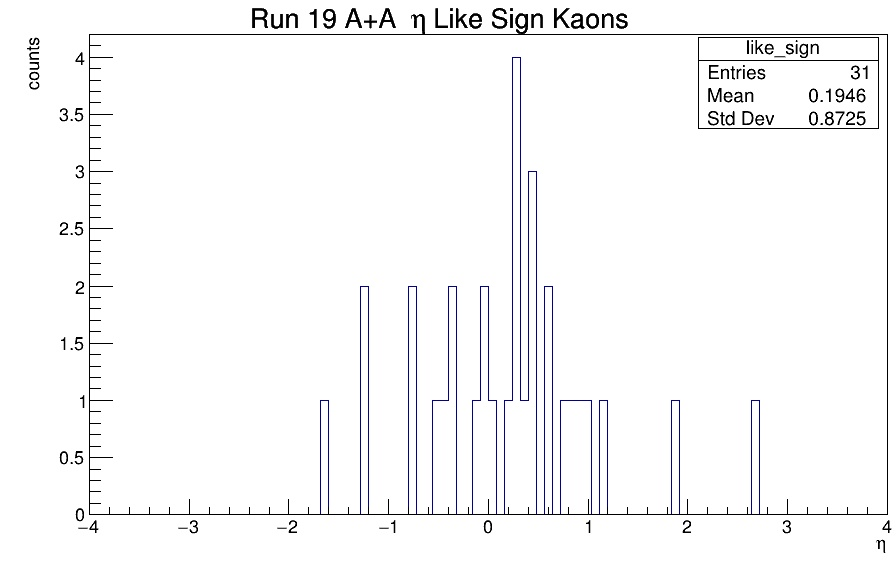 Run 19 A+A η Like Sign Kaons
counts
like_sign
Entries 31
Mean 0.1946
Std Dev 0.8725
4
3.5
3
2.5
2
1.5
1
0.5
0
−4 −3 −2 −1 0 1 2 3 4
η